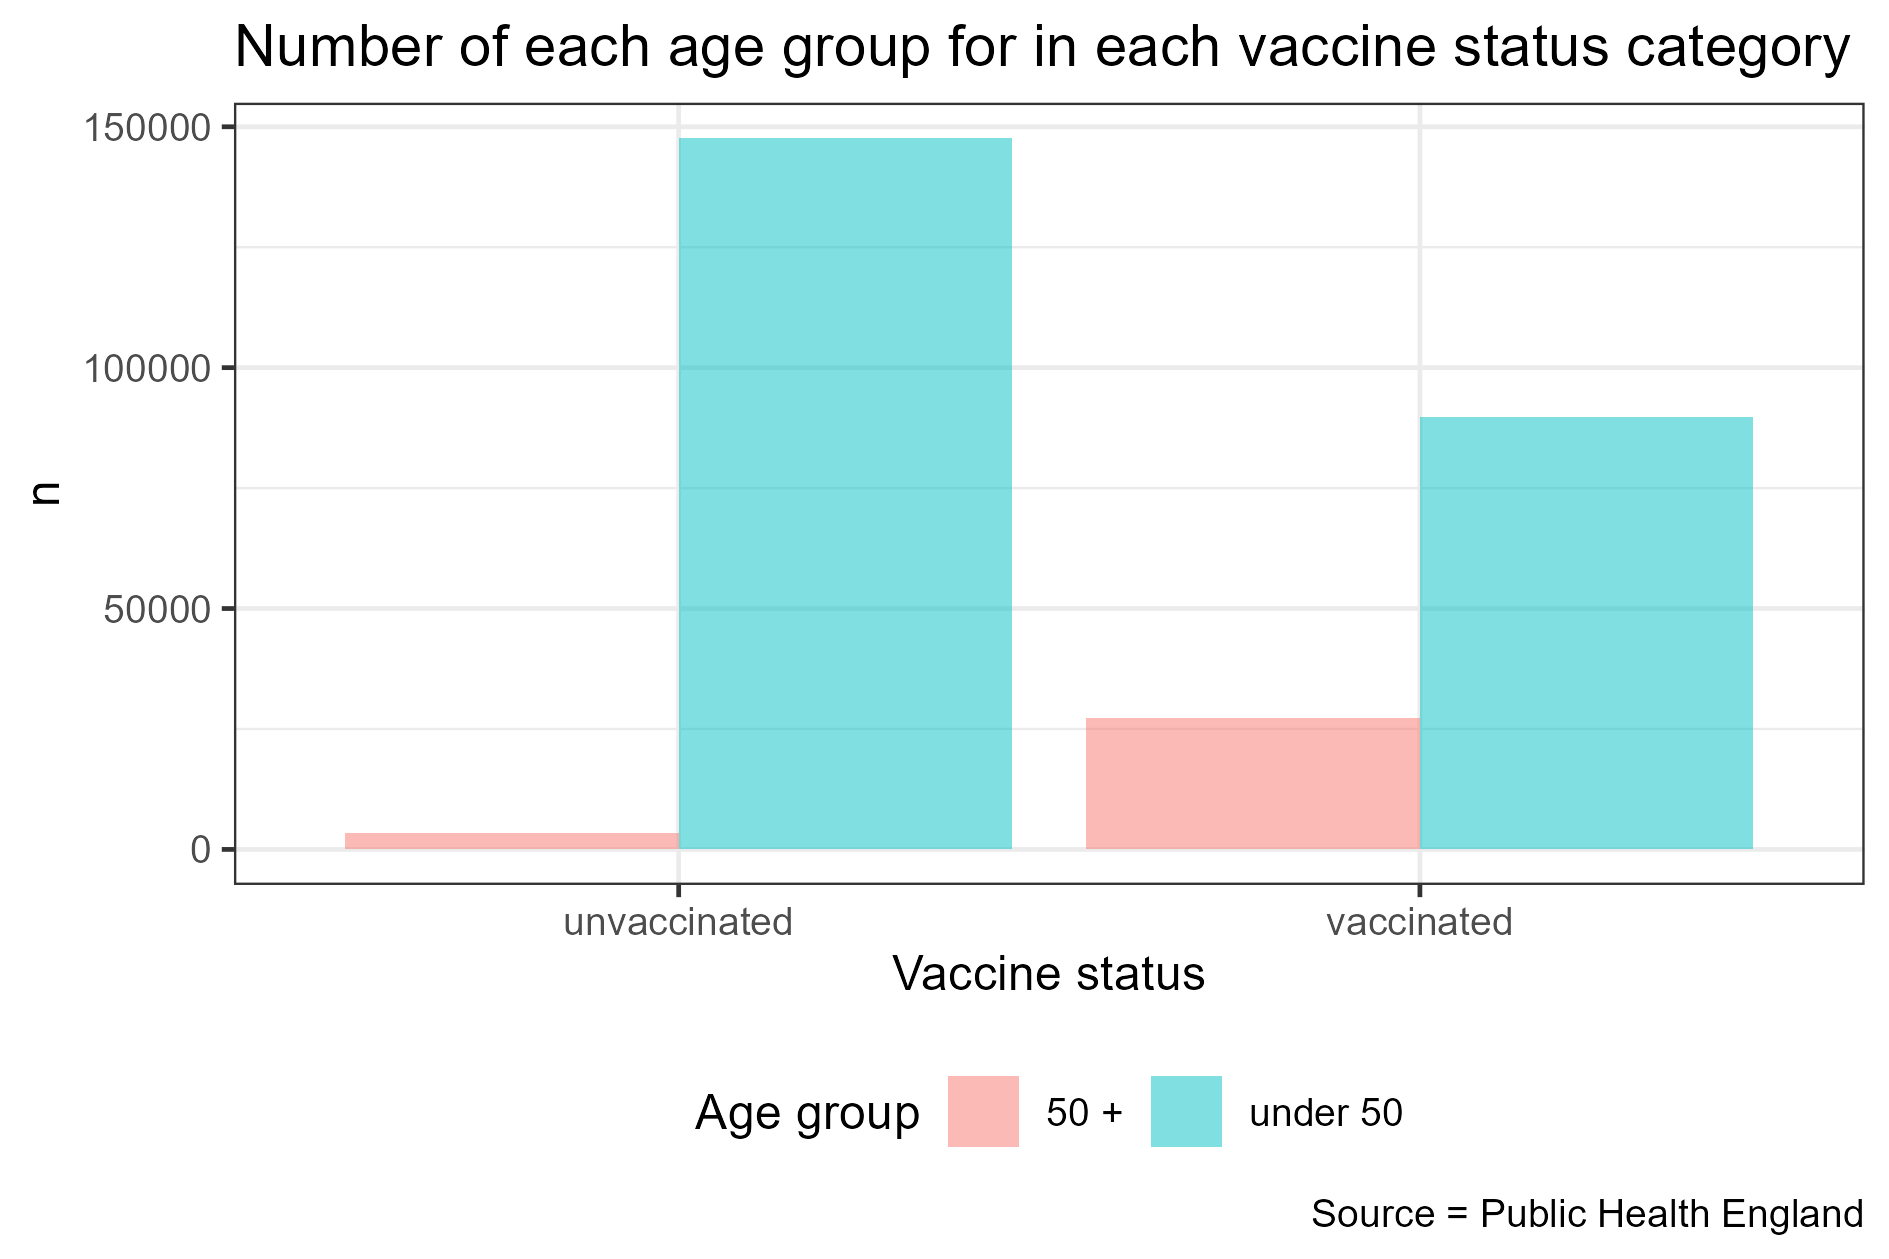 Number of each age group for in each vaccine status category
150000
100000
50000
0
n
unvaccinated vaccinated
Vaccine status
Age group 50 + under 50
Source = Public Health England